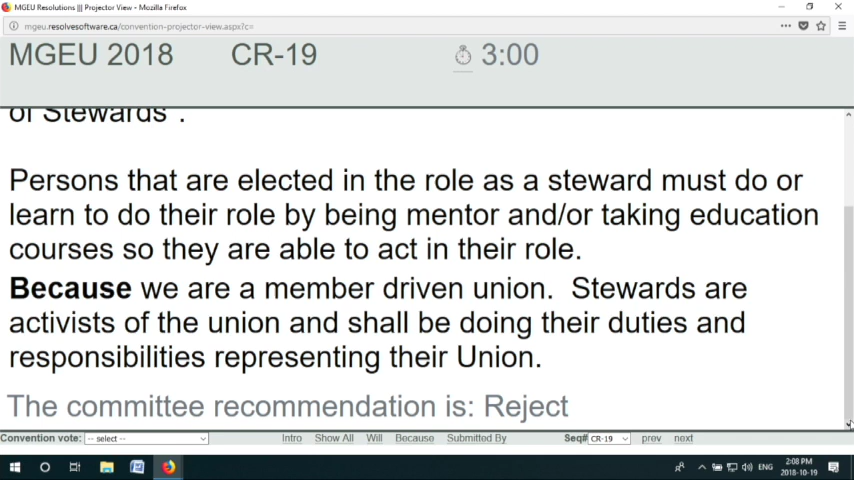 MGEU Resolutions ||| Projector View - Mozilla Firefox
mgeu.resolvesoftware.ca/convention-projector-view.aspx?c=
MGEU 2018 CR-19 3:00
of Stewards".
Persons that are elected in the role as a steward must do or
learn to do their role by being mentor and/or taking education
courses so they are able to act in their role.
Because we are a member driven union. Stewards are
activists of the union and shall be doing their duties and
responsibilities representing their Union.
The committee recommendation is: Reject
Convention vote: -- select -- Intro Show All Will Because Submitted By Seq# CR-19 prev next
ENG 2:08 PM
2018-10-19